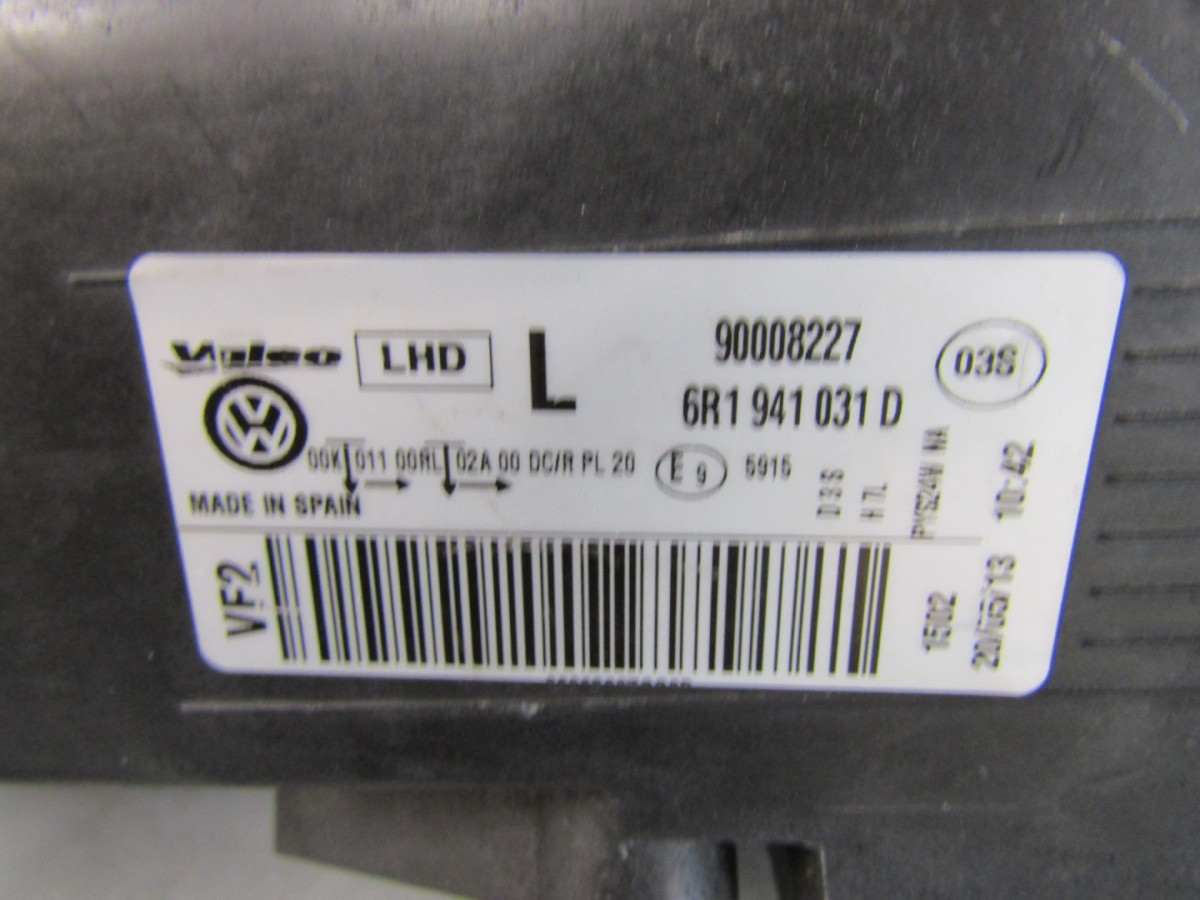 Valeo LHD L 90008227 03S
6R1 941 031 D
00K 011 00RL 02A 00 DC/R PL 20 E 9 5915
MADE IN SPAIN
D3S
H7L
PYS24W NA
VF2
15:02
20/05/13 10:42